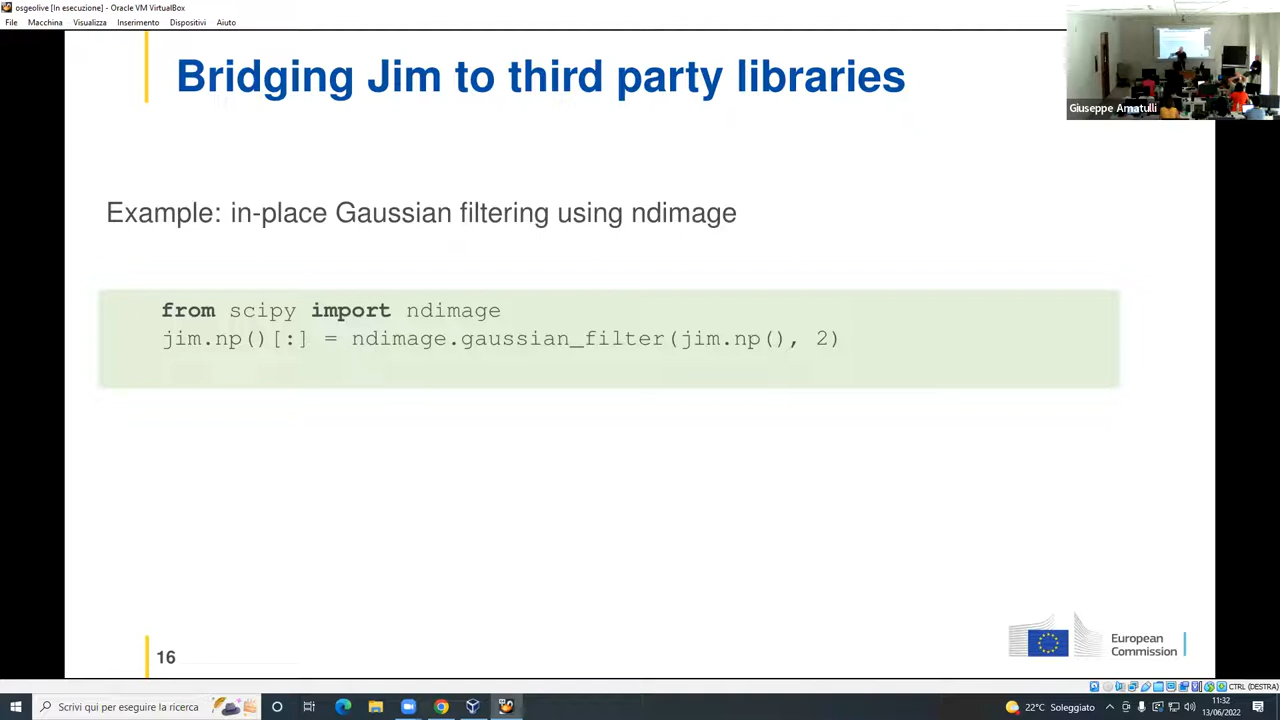 osgeolive [In esecuzione] - Oracle VM VirtualBox
File Macchina Visualizza Inserimento Dispositivi Aiuto
Bridging Jim to third party libraries
Giuseppe Amatulli
Example: in-place Gaussian filtering using ndimage
from scipy import ndimage
jim.np()[:] = ndimage.gaussian_filter(jim.np(), 2)
16
European
Commission
CTRL (DESTRA)
Scrivi qui per eseguire la ricerca
22°C Soleggiato
11:32
13/06/2022